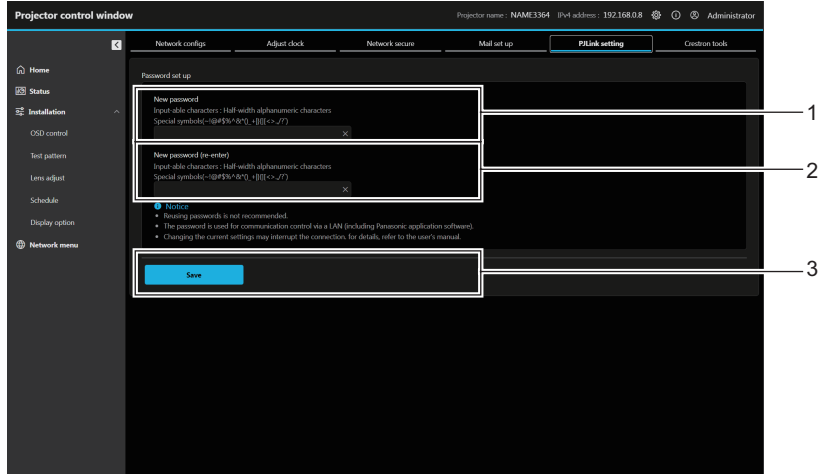 Projector control window
Projector name : NAME3364 IPv4 address : 192.168.0.8 Administrator
Network configs Adjust clock Network secure Mail set up PJLink setting Crestron tools
Home
Status
Installation
OSD control
Test pattern
Lens adjust
Schedule
Display option
Network menu
Password set up
New password
Input-able characters : Half-width alphanumeric characters
Special symbols
New password (re-enter)
Input-able characters : Half-width alphanumeric characters
Special symbols
Notice
• Reusing passwords is not recommended.
• The password is used for communication control via a LAN (including Panasonic application software).
• Changing the current settings may interrupt the connection. for details, refer to the user's manual.
Save
1
2
3